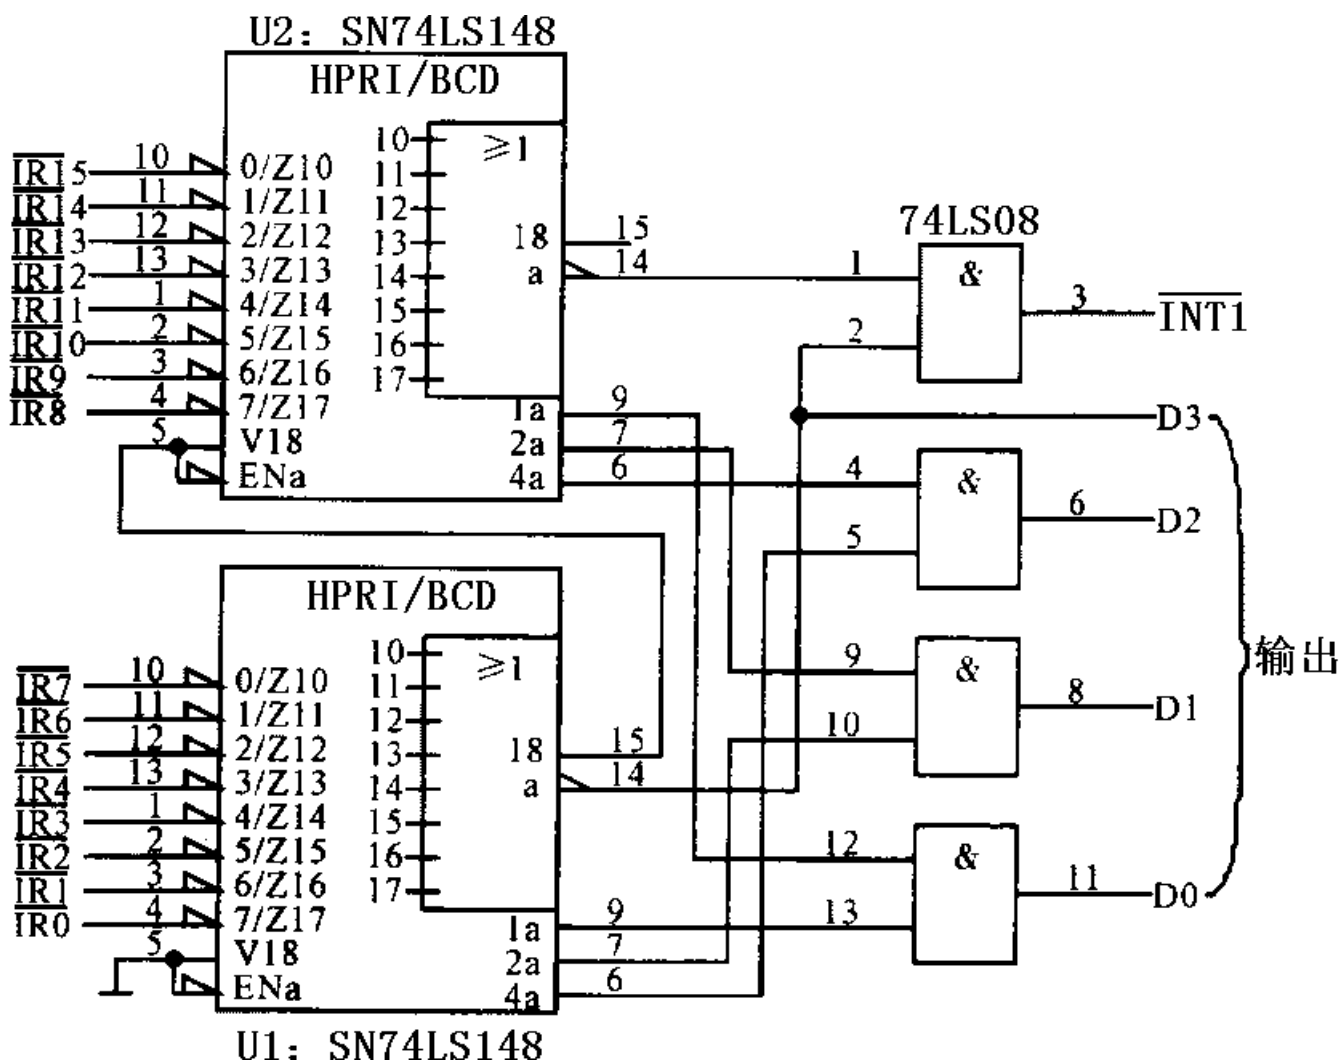 U2: SN74LS148
HPRI/BCD
10
≥1
IR15 10 0/Z10 11
IR14 11 1/Z11 12
74LS08
IR13 12 2/Z12 13 18 15
IR12 13 3/Z13 14 a 14 1 & 
IR11 1 4/Z14 15 3 INT1
IR10 2 5/Z15 16 2
IR9 3 6/Z16 17
IR8 4 7/Z17 1a 9 D3
5 V18 2a 7
ENa 4a 6 4 &
6 D2
5
HPRI/BCD
10
≥1
输出
IR7 10 0/Z10 11 9 &
IR6 11 1/Z11 12 8 D1
IR5 12 2/Z12 13 18 15 10
IR4 13 3/Z13 14 a 14
IR3 1 4/Z14 15
IR2 2 5/Z15 16 12 &
IR1 3 6/Z16 17 11 D0
IR0 4 7/Z17 1a 9 13
5 V18 2a 7
ENa 4a 6
U1: SN74LS148